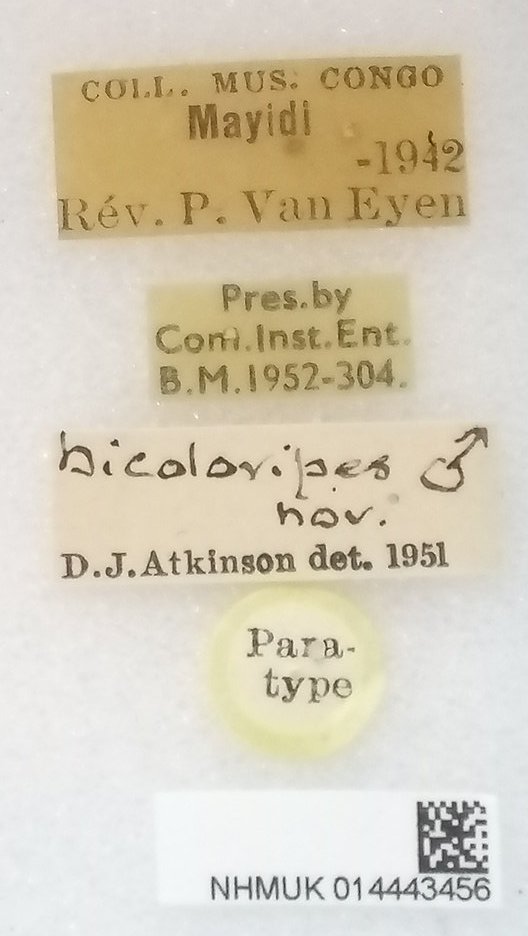 COLL. MUS. CONGO
Mayidi
-1942
Rév. P. Van Eyen
Pres.by
Com.Inst.Ent.
B.M.1952-304.
bicoloripes ♂
nov.
D.J.Atkinson det. 1951
Para-
type
NHMUK 014443456